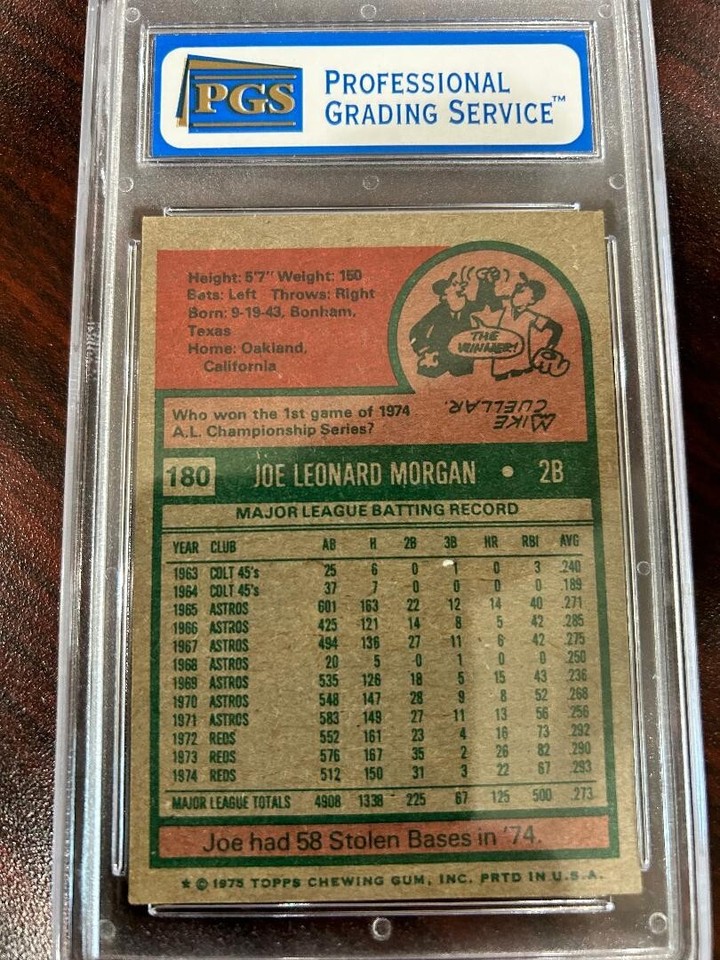 PGS
PROFESSIONAL
GRADING SERVICE™
Height: 5'7" Weight: 150
Bats: Left Throws: Right
Born: 9-19-43, Bonham,
Texas
Home: Oakland,
California
THE
WINNER!
MIKE
CUELLAR.
Who won the 1st game of 1974
A.L. Championship Series?
180 JOE LEONARD MORGAN • 2B
MAJOR LEAGUE BATTING RECORD
YEAR CLUB AB H 2B 3B HR RBI AVG
1963 COLT 45's 25 6 0 1 0 3 .240
1964 COLT 45's 37 7 0 0 0 0 .189
1965 ASTROS 601 163 22 12 14 40 .271
1966 ASTROS 425 121 14 8 5 42 .285
1967 ASTROS 494 136 27 11 6 42 .275
1968 ASTROS 20 5 0 1 0 0 .250
1969 ASTROS 535 126 18 5 15 43 .236
1970 ASTROS 548 147 28 9 8 52 .268
1971 ASTROS 583 149 27 11 13 56 .256
1972 REDS 552 161 23 4 16 73 .292
1973 REDS 576 167 35 2 26 82 .290
1974 REDS 512 150 31 3 22 67 .293
MAJOR LEAGUE TOTALS 4908 1338 225 67 125 500 .273
Joe had 58 Stolen Bases in '74.
★ © 1975 TOPPS CHEWING GUM, INC. PRTD IN U.S.A.